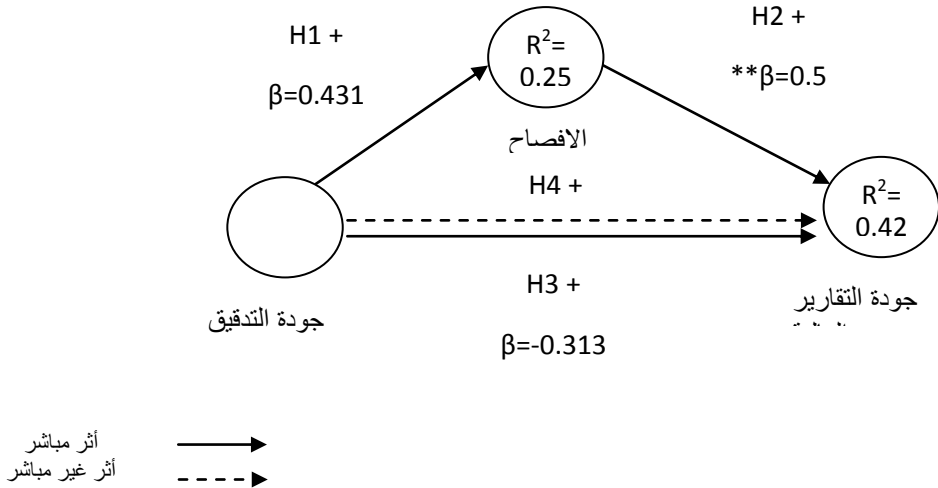 H1 +
β=0.431
R²=
0.25
H2 +
**β=0.5
الافصاح
H4 +
R²=
0.42
H3 +
β=-0.313
جودة التدقيق
جودة التقارير
أثر مباشر
أثر غير مباشر